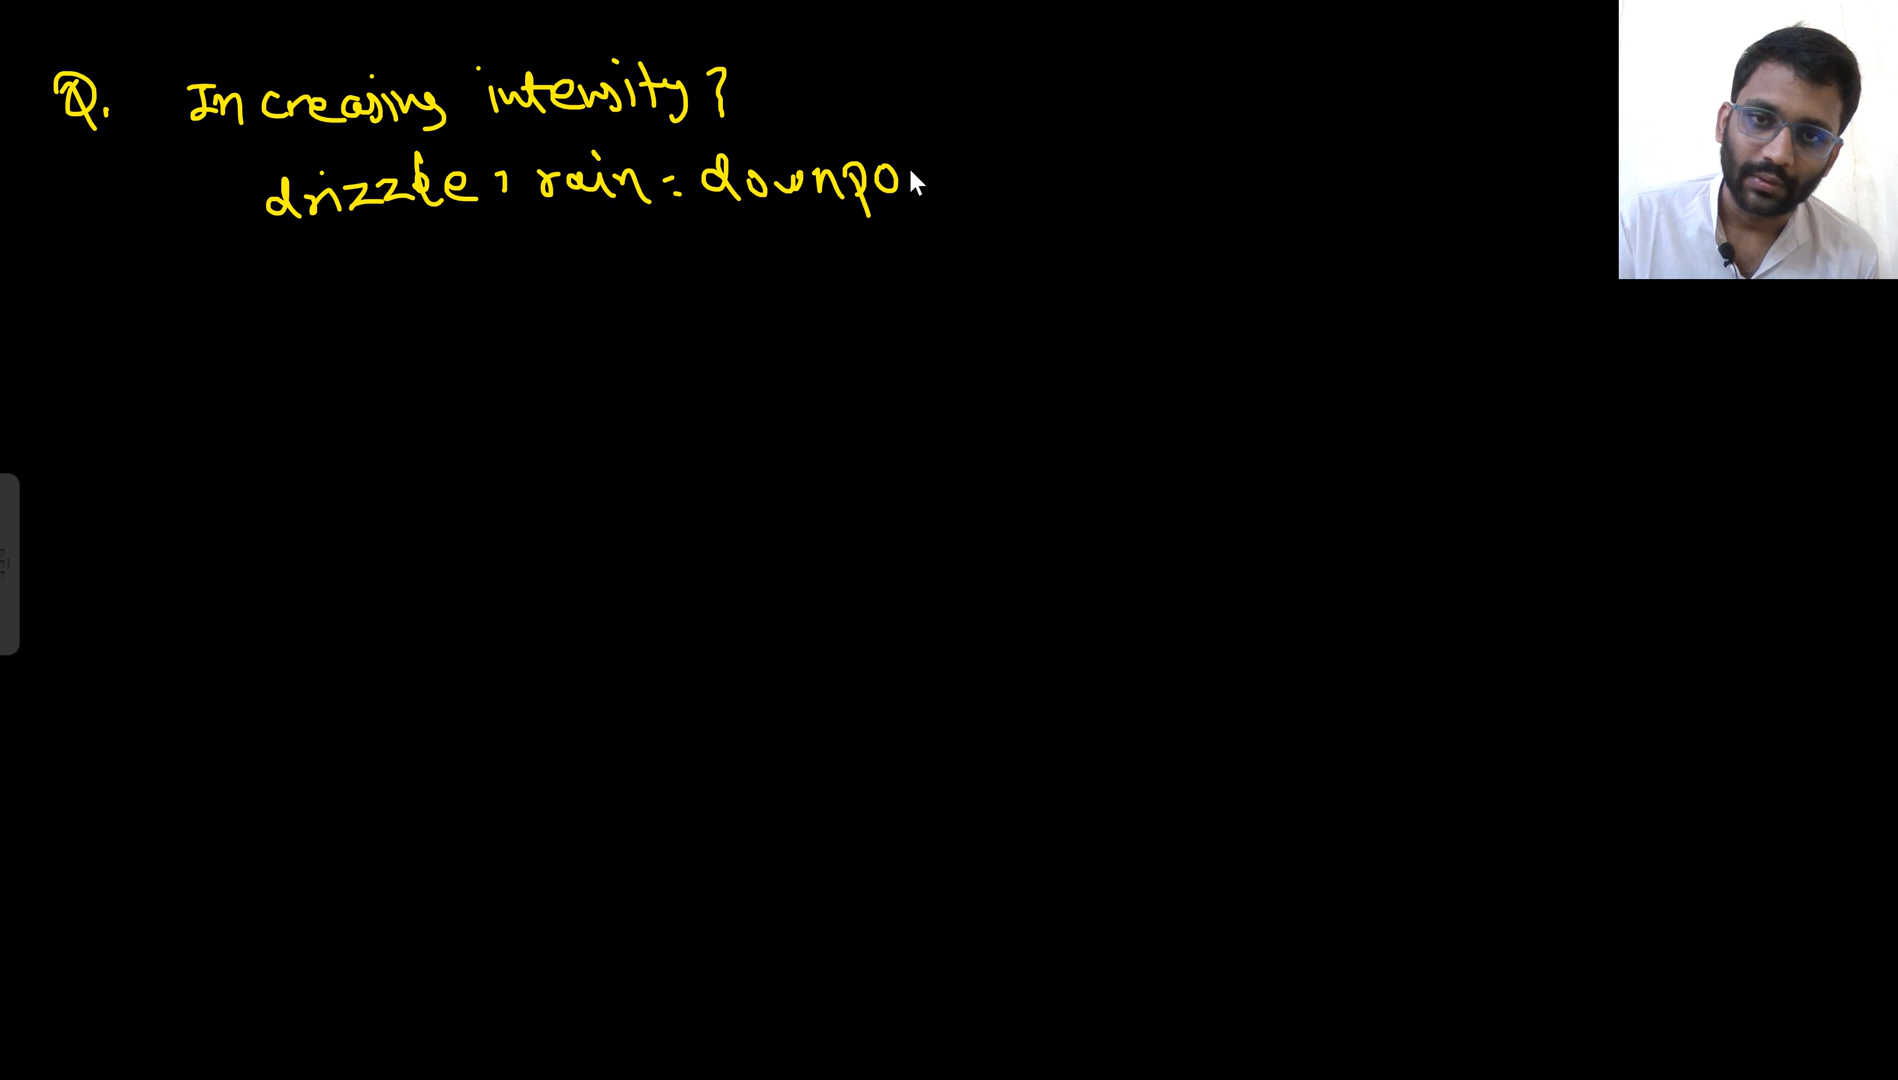 Q. Increasing intensity?
drizzle, rain = downpo